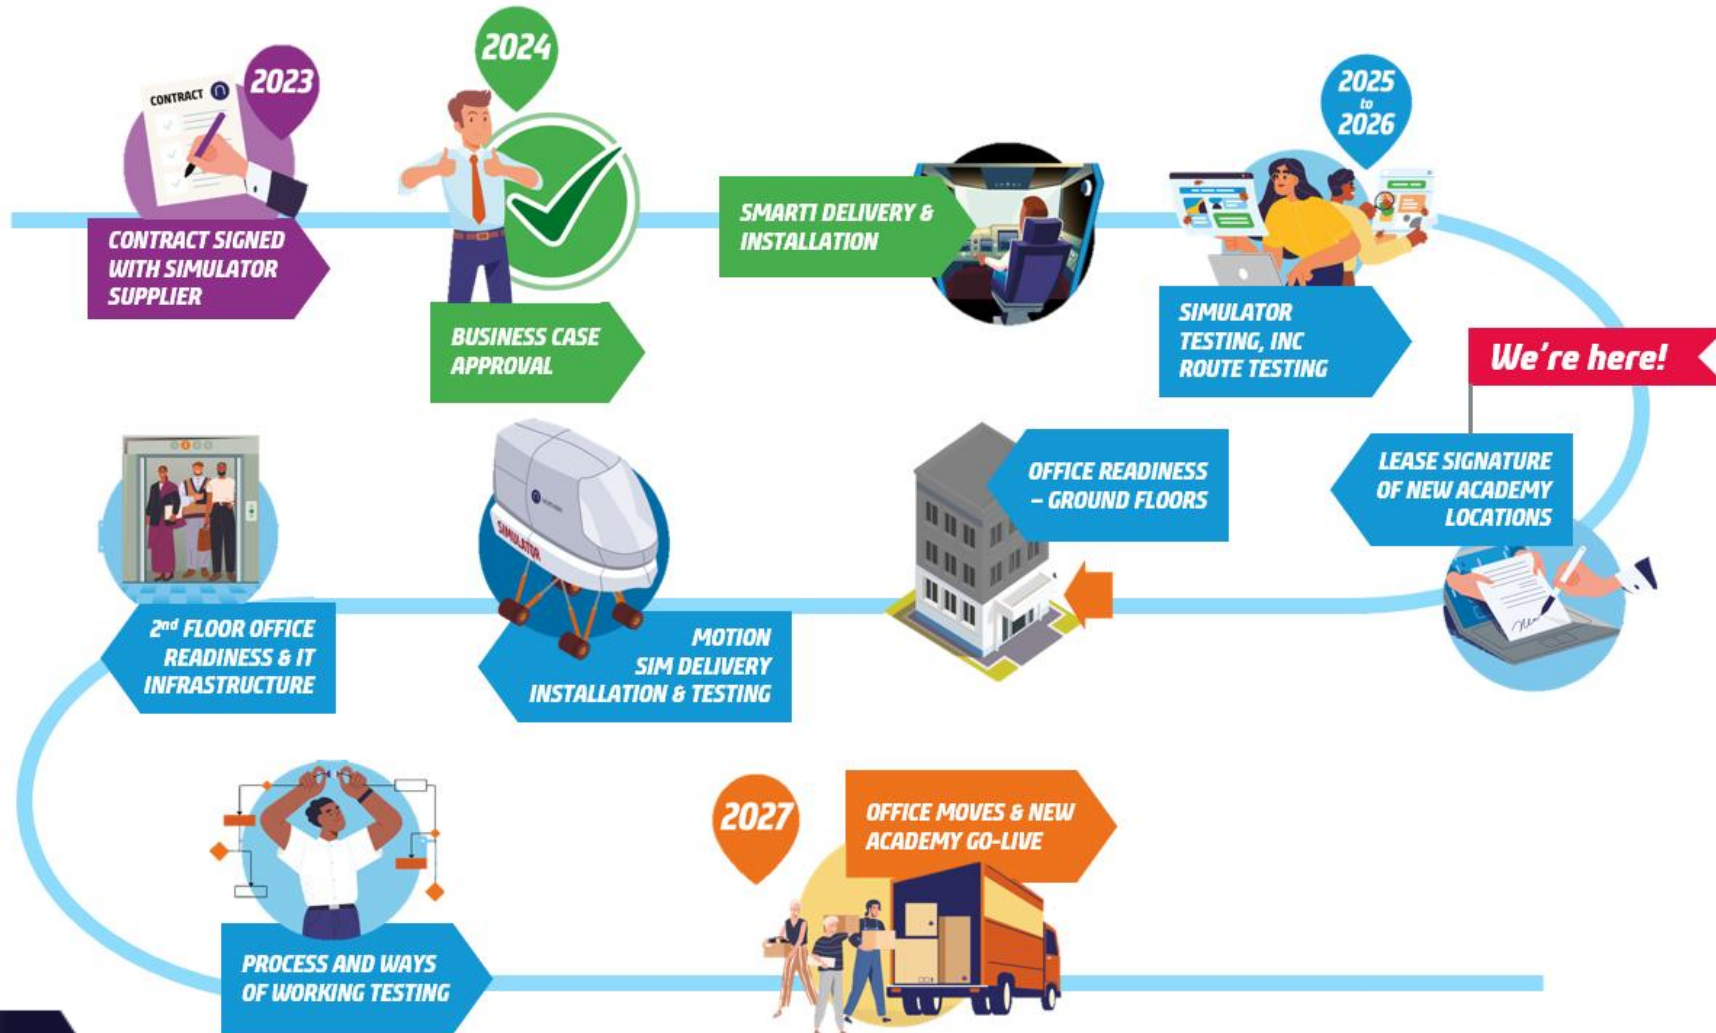 2023
CONTRACT
CONTRACT SIGNED
WITH SIMULATOR
SUPPLIER
2024
BUSINESS CASE
APPROVAL
SMARTI DELIVERY &
INSTALLATION
2025
to
2026
SIMULATOR
TESTING, INC
ROUTE TESTING
We're here!
LEASE SIGNATURE
OF NEW ACADEMY
LOCATIONS
OFFICE READINESS
– GROUND FLOORS
SIMULATOR
MOTION
SIM DELIVERY
INSTALLATION & TESTING
2nd FLOOR OFFICE
READINESS & IT
INFRASTRUCTURE
PROCESS AND WAYS
OF WORKING TESTING
2027
OFFICE MOVES & NEW
ACADEMY GO-LIVE